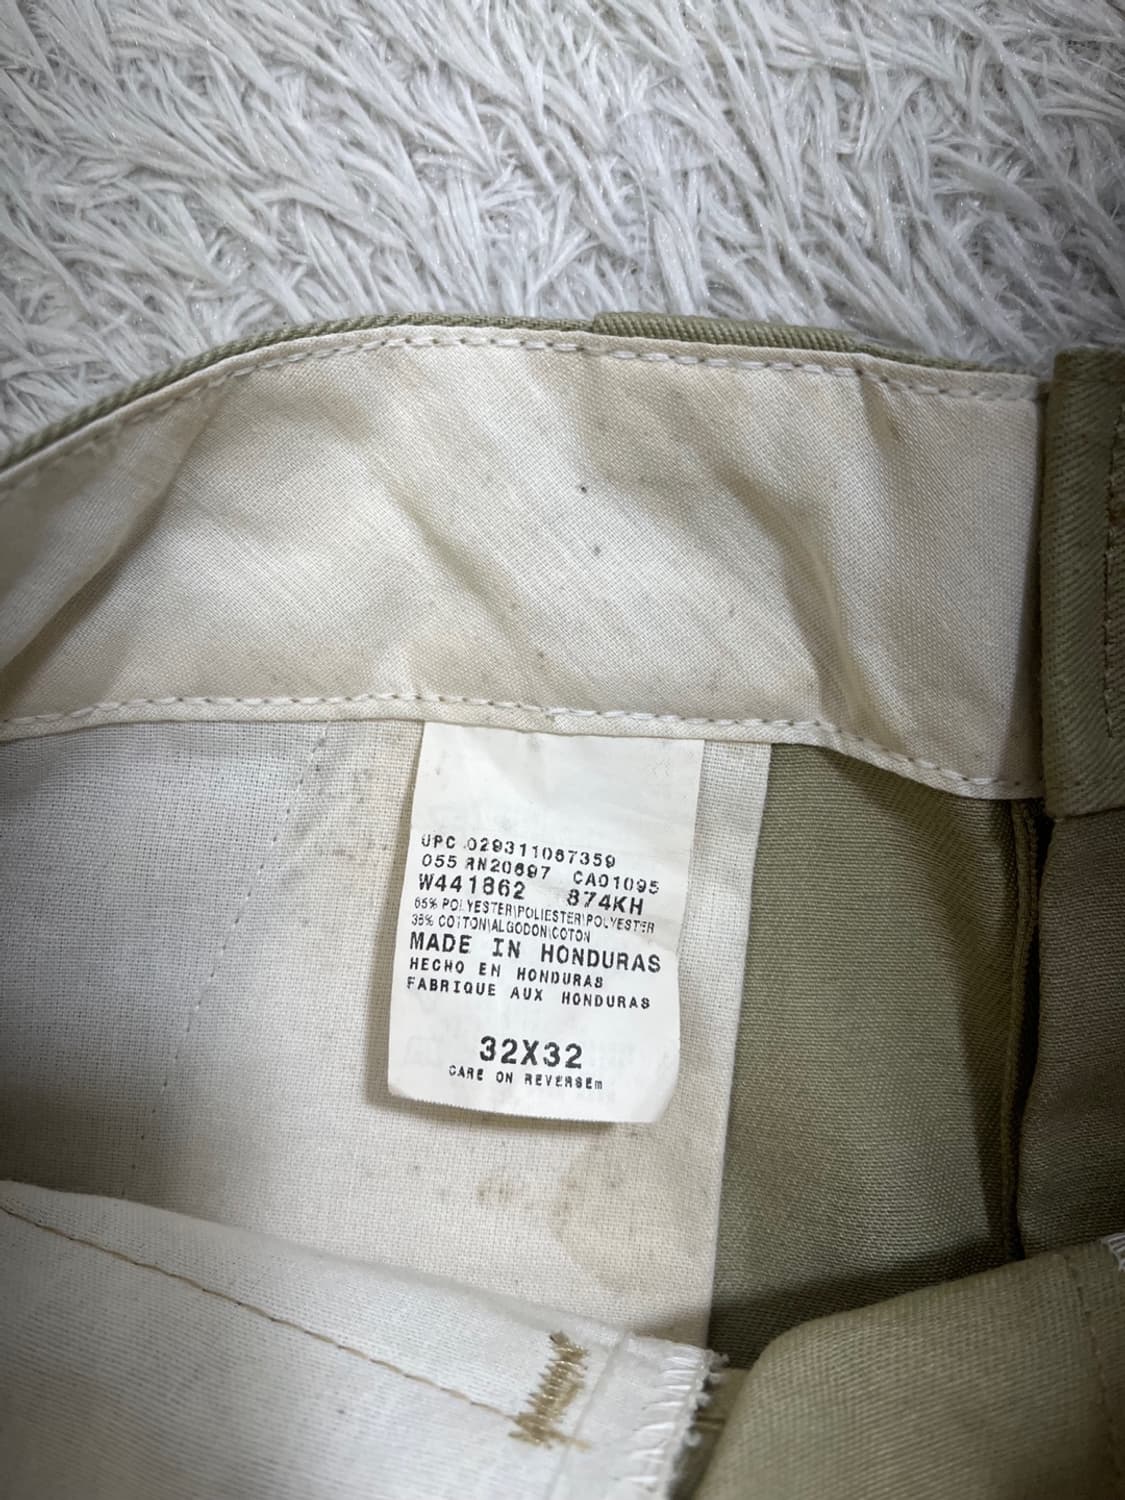 UPC 029311067359
055 RN20697 CA01095
W441862 874KH
65% POLYESTER\POLIESTER\POLYESTER
35% COTTON\ALGODON\COTON
MADE IN HONDURAS
HECHO EN HONDURAS
FABRIQUE AUX HONDURAS
32X32
CARE ON REVERSE